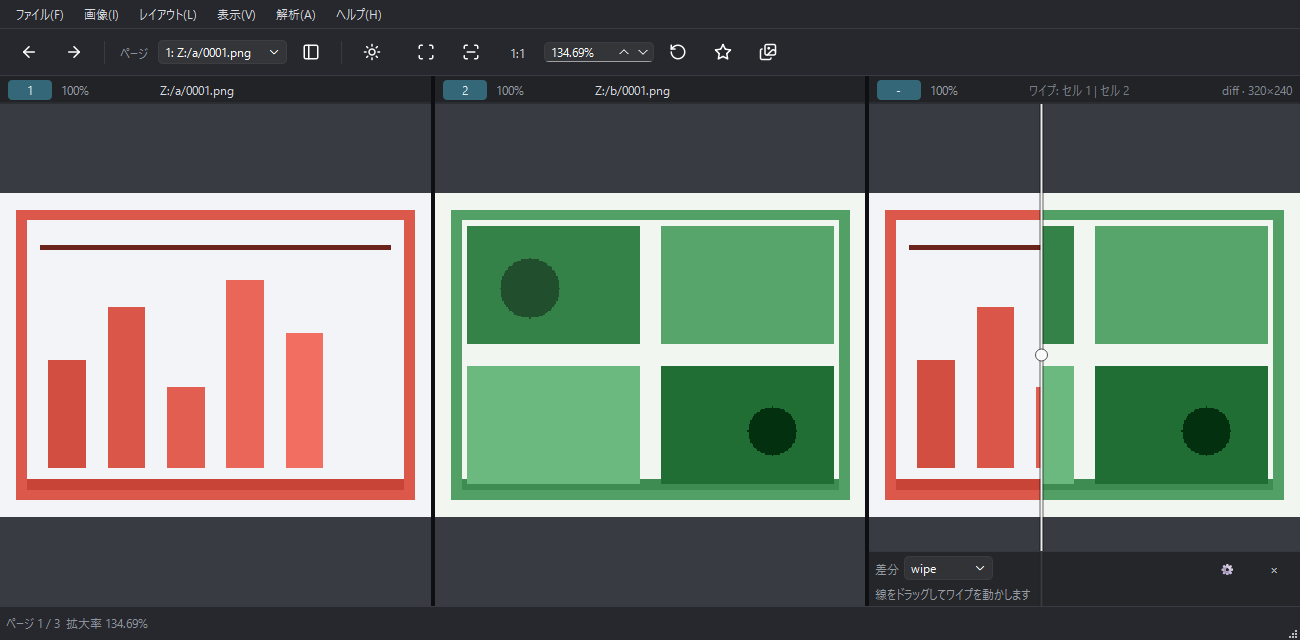 ファイル(F) 画像(I) レイアウト(L) 表示(V) 解析(A) ヘルプ(H)
ページ 1: Z:/a/0001.png 1:1 134.69%
1 100% Z:/a/0001.png
2 100% Z:/b/0001.png
- 100% ワイプ: セル 1 | セル 2 diff · 320×240
差分 wipe ×
線をドラッグしてワイプを動かします
ページ 1 / 3 拡大率 134.69%